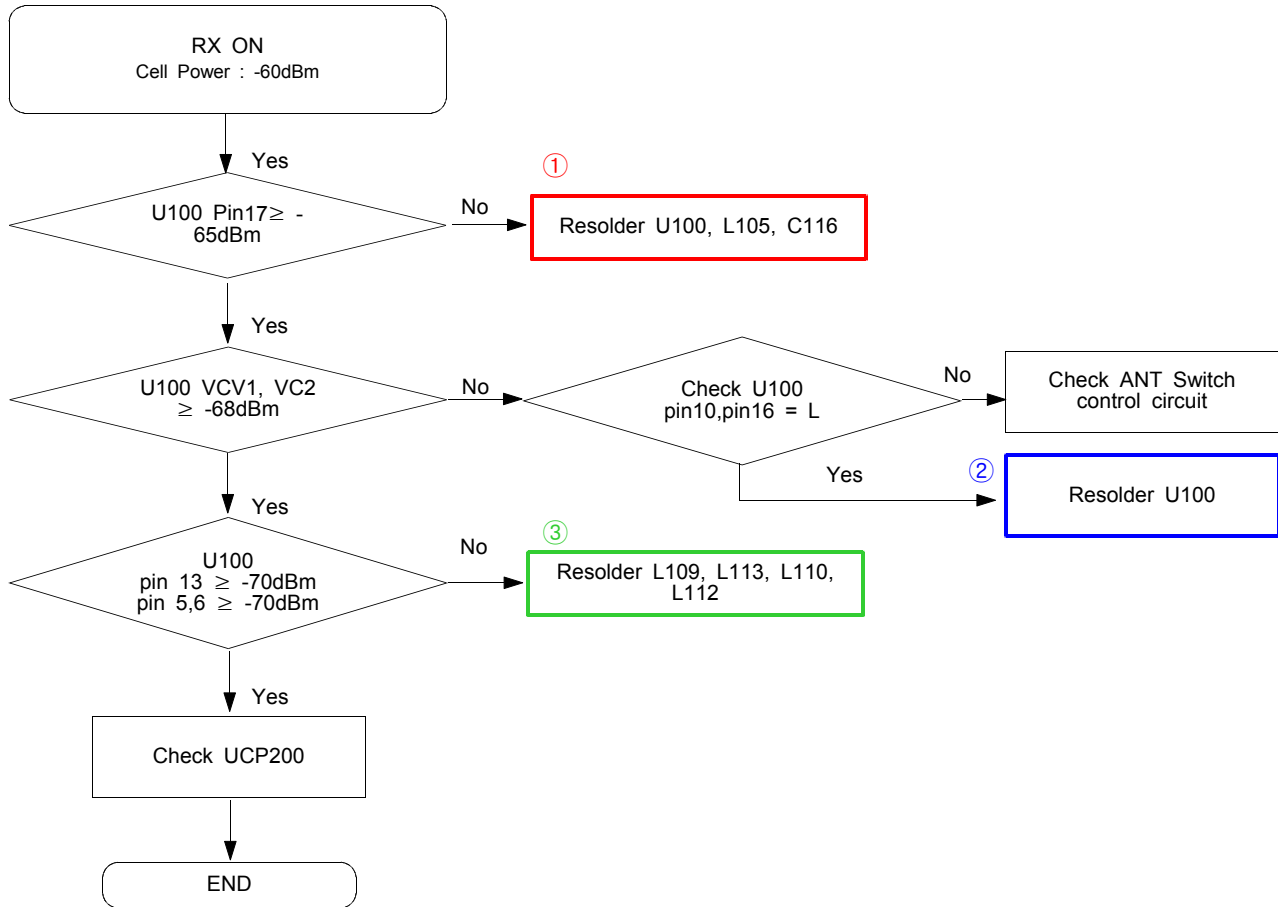 RX ON
Cell Power : -60dBm
Yes
①
U100 Pin17≥ -
65dBm
No
Resolder U100, L105, C116
Yes
U100 VCV1, VC2
≥ -68dBm
No
Check U100
pin10,pin16 = L
No
Check ANT Switch
control circuit
Yes
②
Resolder U100
Yes
U100
pin 13 ≥ -70dBm
pin 5,6 ≥ -70dBm
No
③
Resolder L109, L113, L110,
L112
Yes
Check UCP200
END